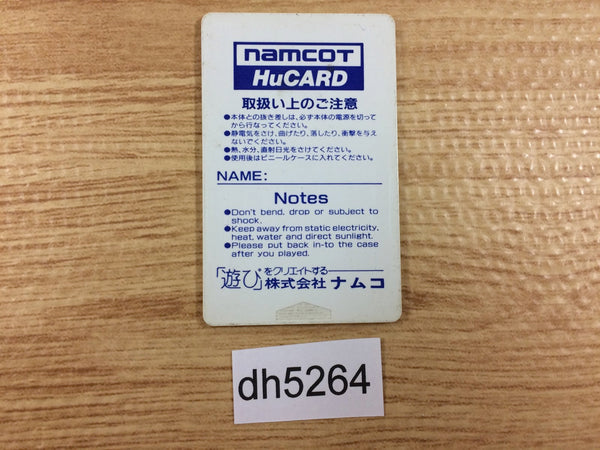 namcot
HuCARD
取扱い上のご注意
●本体との抜き差しは、必ず本体の電源を切って
から行なってください。
●静電気をさけ、曲げたり、落したり、衝撃を与え
ないでください。
●熱、水分、直射日光をさけてください。
●使用後はビニールケースに入れてください。
NAME:
Notes
●Don't bend, drop or subject to
shock.
●Keep away from static electricity,
heat, water and direct sunlight.
●Please put back in-to the case
after you played.
「遊び」をクリエイトする
株式会社ナムコ
dh5264